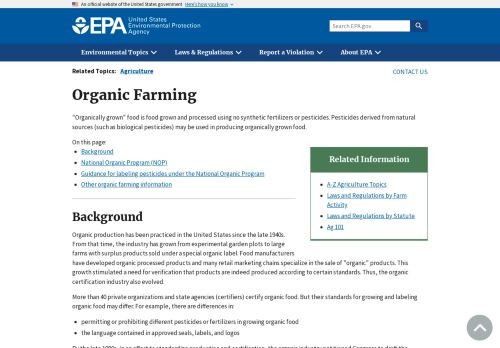 An official website of the United States government Here's how you know
EPA United States
Environmental Protection
Agency
Search EPA.gov
Environmental Topics Laws & Regulations Report a Violation About EPA
Related Topics: Agriculture
CONTACT US
Organic Farming
"Organically grown" food is food grown and processed using no synthetic fertilizers or pesticides. Pesticides derived from natural
sources (such as biological pesticides) may be used in producing organically grown food.
On this page:
• Background
• National Organic Program (NOP)
• Guidance for labeling pesticides under the National Organic Program
• Other organic farming information
Related Information
• A-Z Agriculture Topics
• Laws and Regulations by Farm
Activity
• Laws and Regulations by Statute
• Ag 101
Background
Organic production has been practiced in the United States since the late 1940s.
From that time, the industry has grown from experimental garden plots to large
farms with surplus products sold under a special organic label. Food manufacturers
have developed organic processed products and many retail marketing chains specialize in the sale of "organic" products. This
growth stimulated a need for verification that products are indeed produced according to certain standards. Thus, the organic
certification industry also evolved.
More than 40 private organizations and state agencies (certifiers) certify organic food. But their standards for growing and labeling
organic food may differ. For example, there are differences in:
• permitting or prohibiting different pesticides or fertilizers in growing organic food
• the language contained in approved seals, labels, and logos